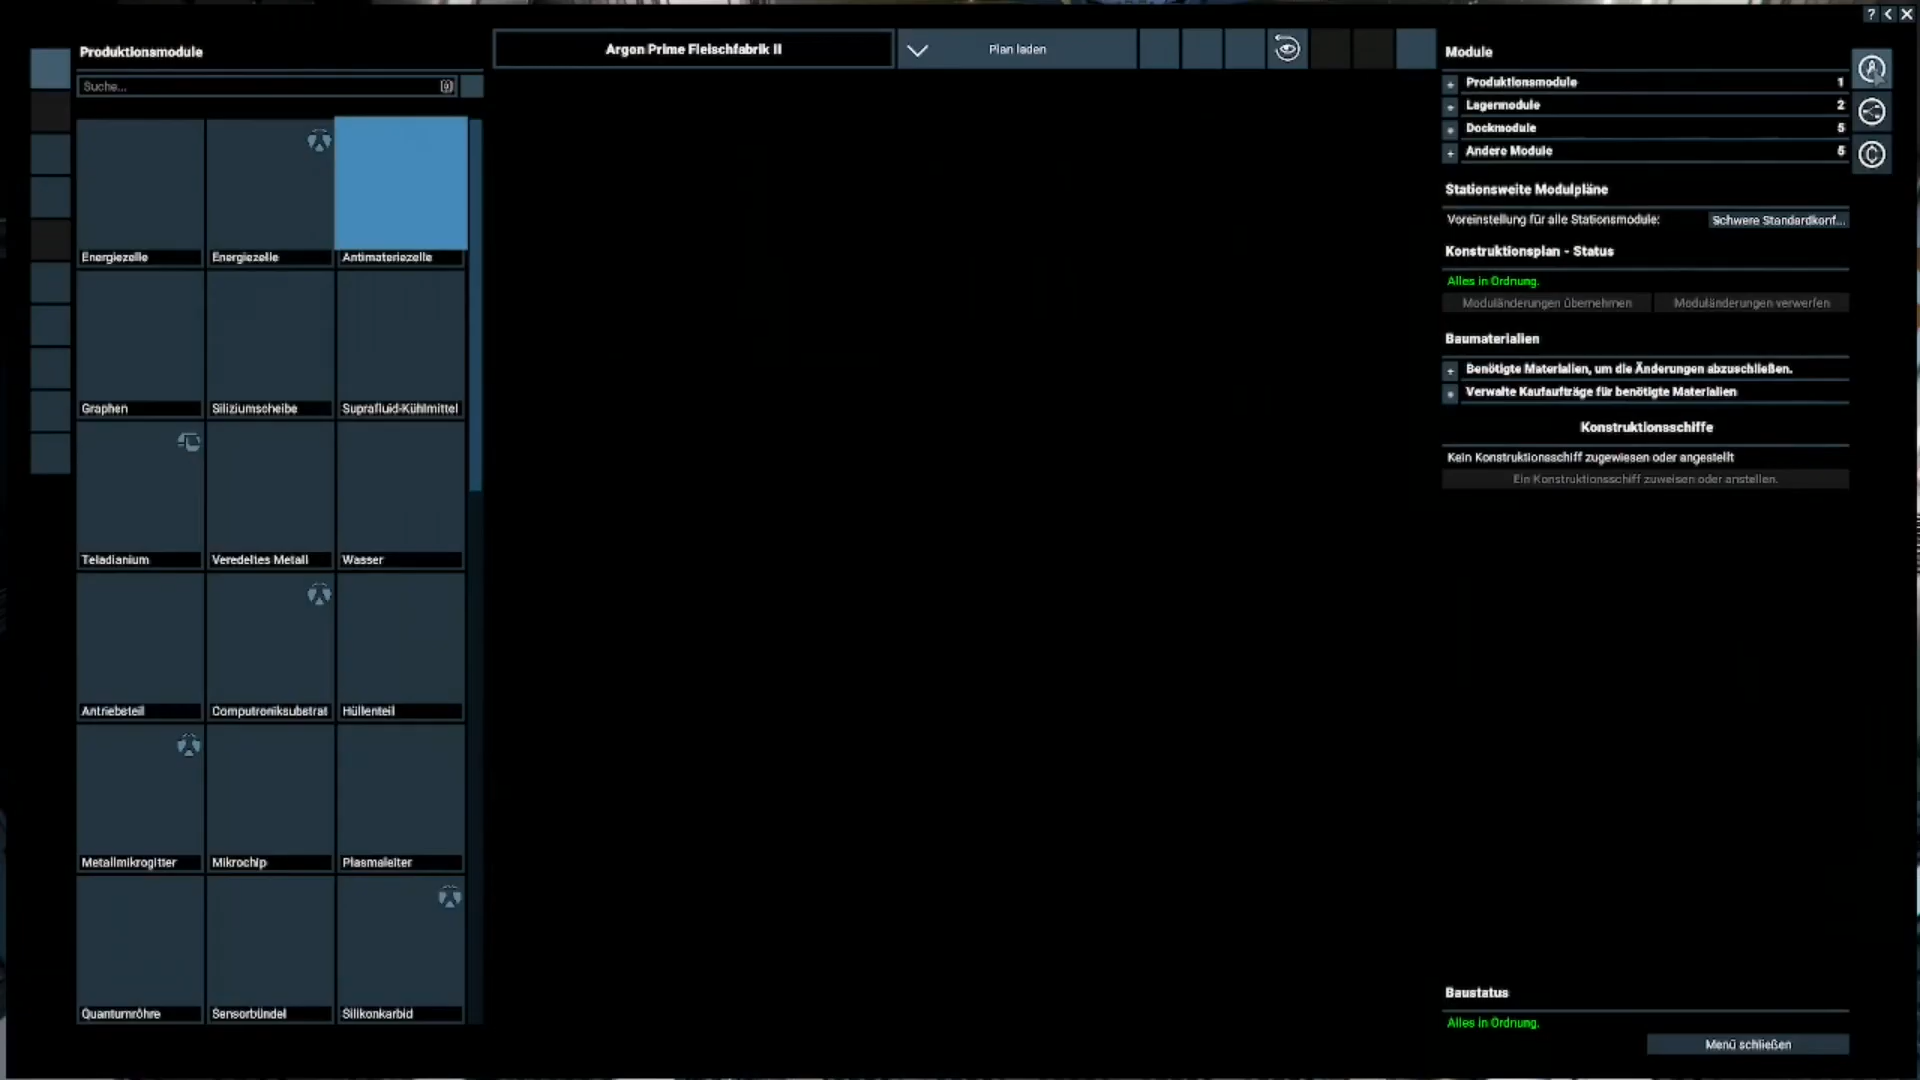 Produktionsmodule
Suche...
Energiezelle
Energiezelle
Antimateriezelle
Graphen
Siliziumscheibe
Suprafluid-Kühlmittel
Teladianium
Veredeltes Metall
Wasser
Antriebsteil
Computroniksubstrat
Hüllenteil
Metallmikrogitter
Mikrochip
Plasmaleiter
Quantumröhre
Sensorbündel
Silikonkarbid
Argon Prime Fleischfabrik II
Plan laden
? < X
Module
+ Produktionsmodule 1
+ Lagermodule 2
+ Dockmodule 5
+ Andere Module 6
Stationsweite Modulpläne
Voreinstellung für alle Stationsmodule: Schwere Standardkonf...
Konstruktionsplan - Status
Alles in Ordnung.
Moduländerungen übernehmen Moduländerungen verwerfen
Baumaterialien
+ Benötigte Materialien, um die Änderungen abzuschließen.
+ Verwalte Kaufaufträge für benötigte Materialien
Konstruktionsschiffe
Kein Konstruktionsschiff zugewiesen oder angestellt
Ein Konstruktionsschiff zuweisen oder anstellen.
Baustatus
Alles in Ordnung.
Menü schließen